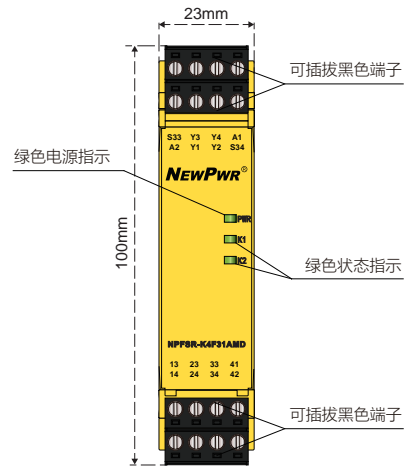 23mm
可插拔黑色端子
S33 Y3 Y4 A1
A2 Y1 Y2 S34
绿色电源指示
NEWPWR®
PWR
100mm
K1
K2
绿色状态指示
NPFSR-K4F31AMD
13 23 33 41
14 24 34 42
可插拔黑色端子